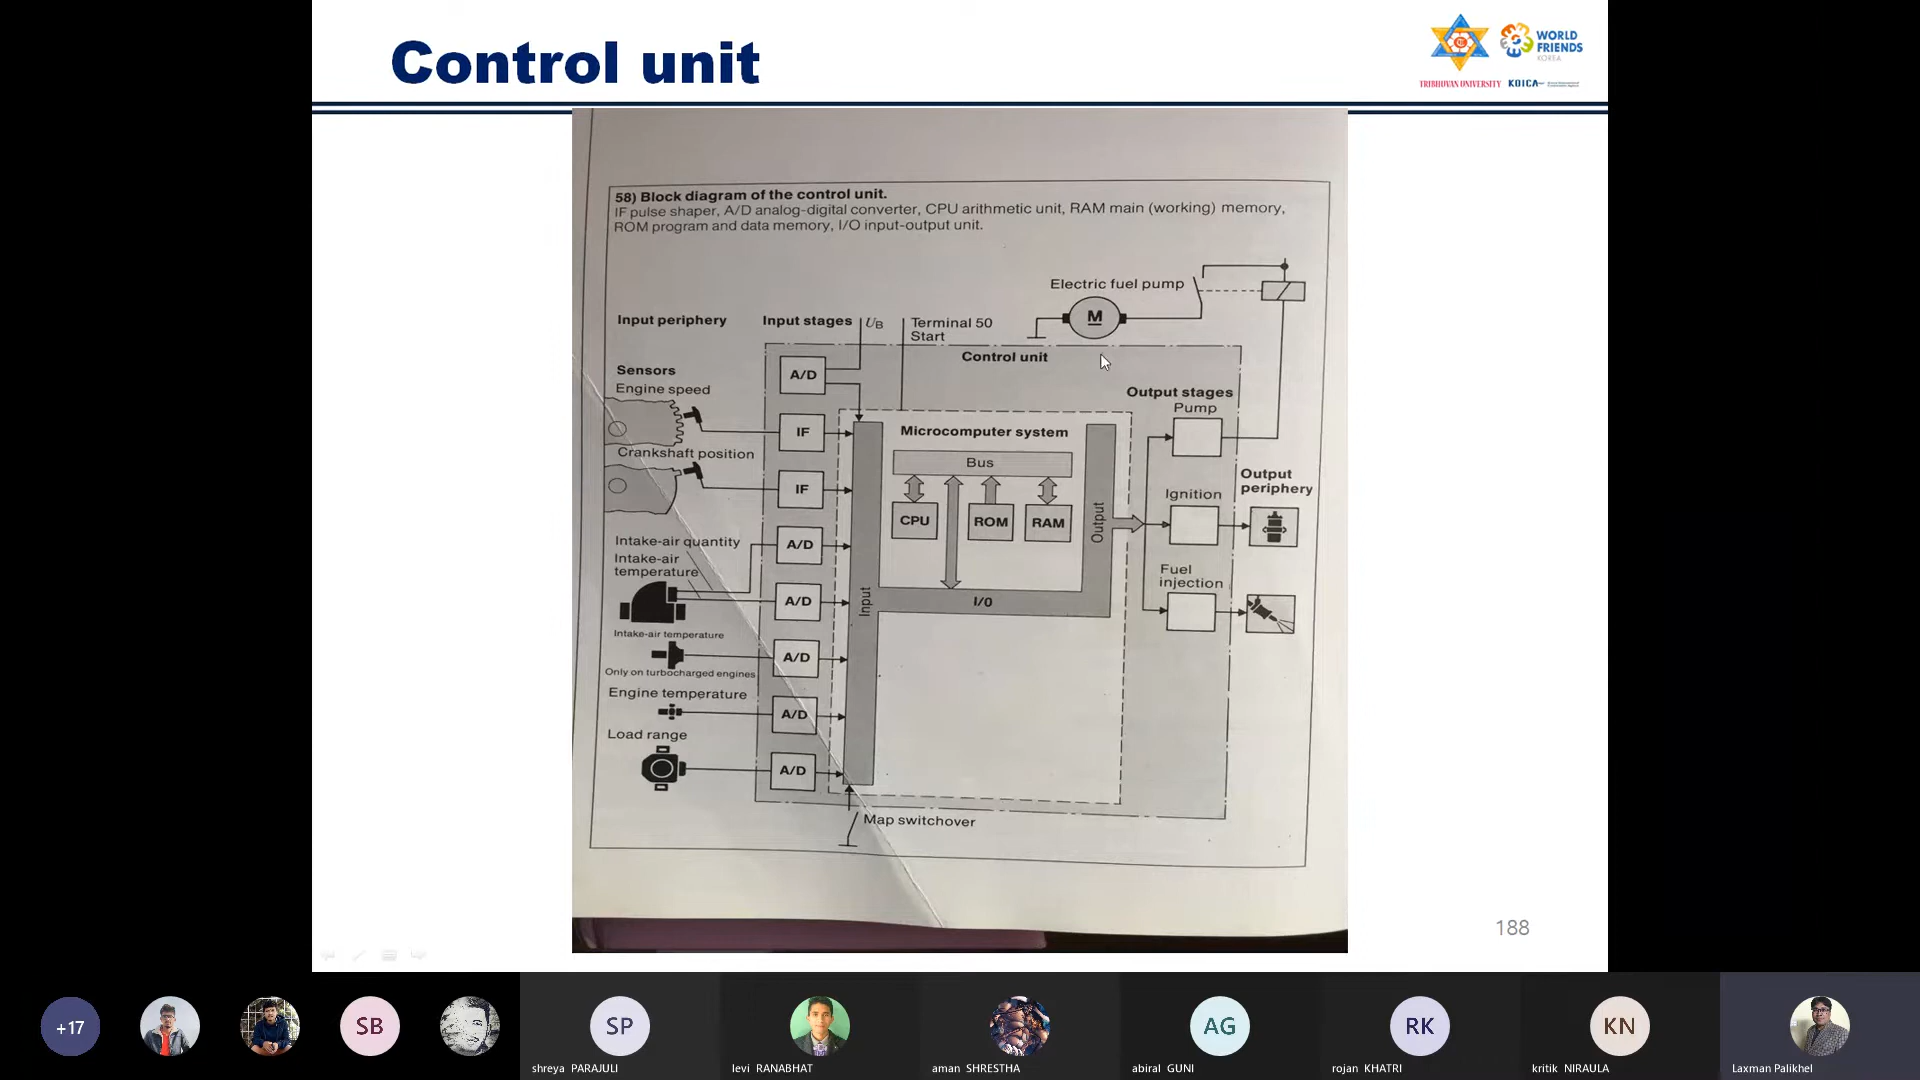 Control unit
WORLD
FRIENDS
KOREA
TRIBHUVAN UNIVERSITY KOICA
58) Block diagram of the control unit.
IF pulse shaper, A/D analog-digital converter, CPU arithmetic unit, RAM main (working) memory,
ROM program and data memory, I/O input-output unit.
Electric fuel pump
M
Input periphery
Input stages
UB
Terminal 50
Start
Control unit
Sensors
Engine speed
A/D
Output stages
Pump
IF
Microcomputer system
Crankshaft position
Bus
Output
periphery
IF
Ignition
CPU
ROM
RAM
Output
Intake-air quantity
A/D
Intake-air
temperature
Fuel
injection
A/D
Input
I/O
Intake-air temperature
A/D
Only on turbocharged engines
Engine temperature
A/D
Load range
A/D
Map switchover
188
+17
SB
SP
AG
RK
KN
shreya PARAJULI
levi RANABHAT
aman SHRESTHA
abiral GUNI
rojan KHATRI
kritik NIRAULA
Laxman Palikhel